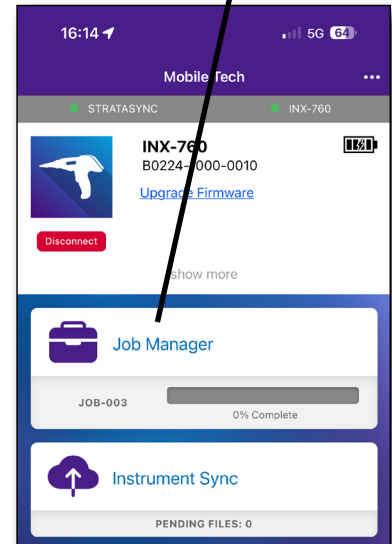 16:14 5G 64
Mobile Tech •••
STRATASYNC INX-760
INX-760
B0224-0000-0010
Upgrade Firmware
Disconnect
show more
Job Manager
JOB-003
0% Complete
Instrument Sync
PENDING FILES: 0